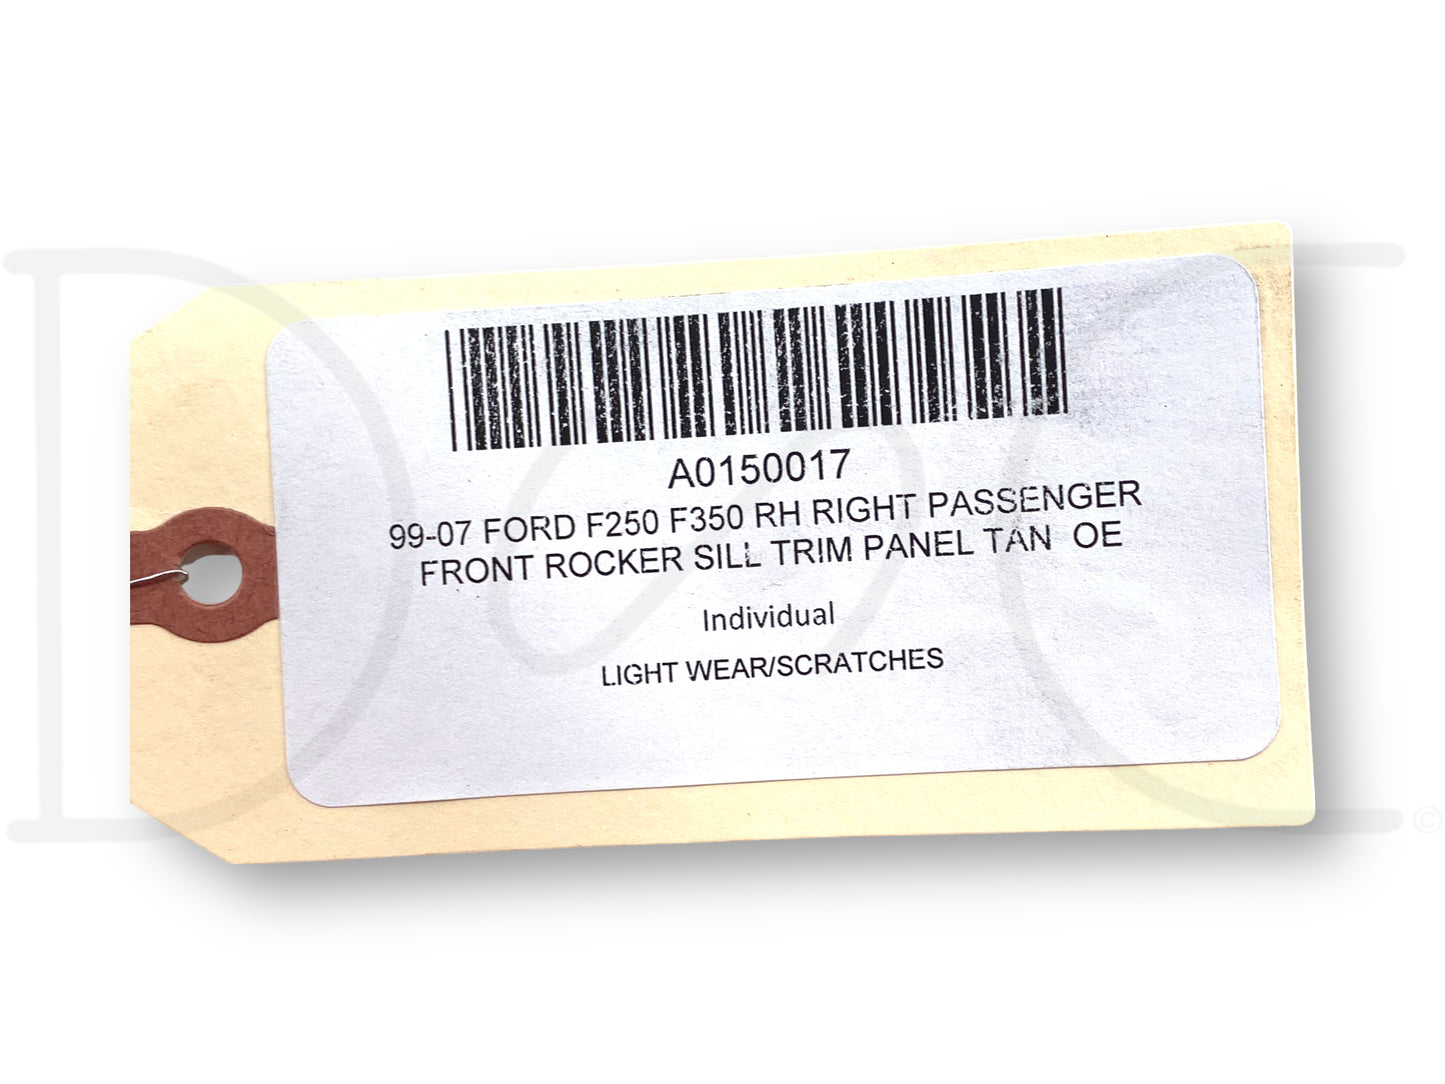 A0150017
99-07 FORD F250 F350 RH RIGHT PASSENGER
FRONT ROCKER SILL TRIM PANEL TAN  OE
Individual
LIGHT WEAR/SCRATCHES
©